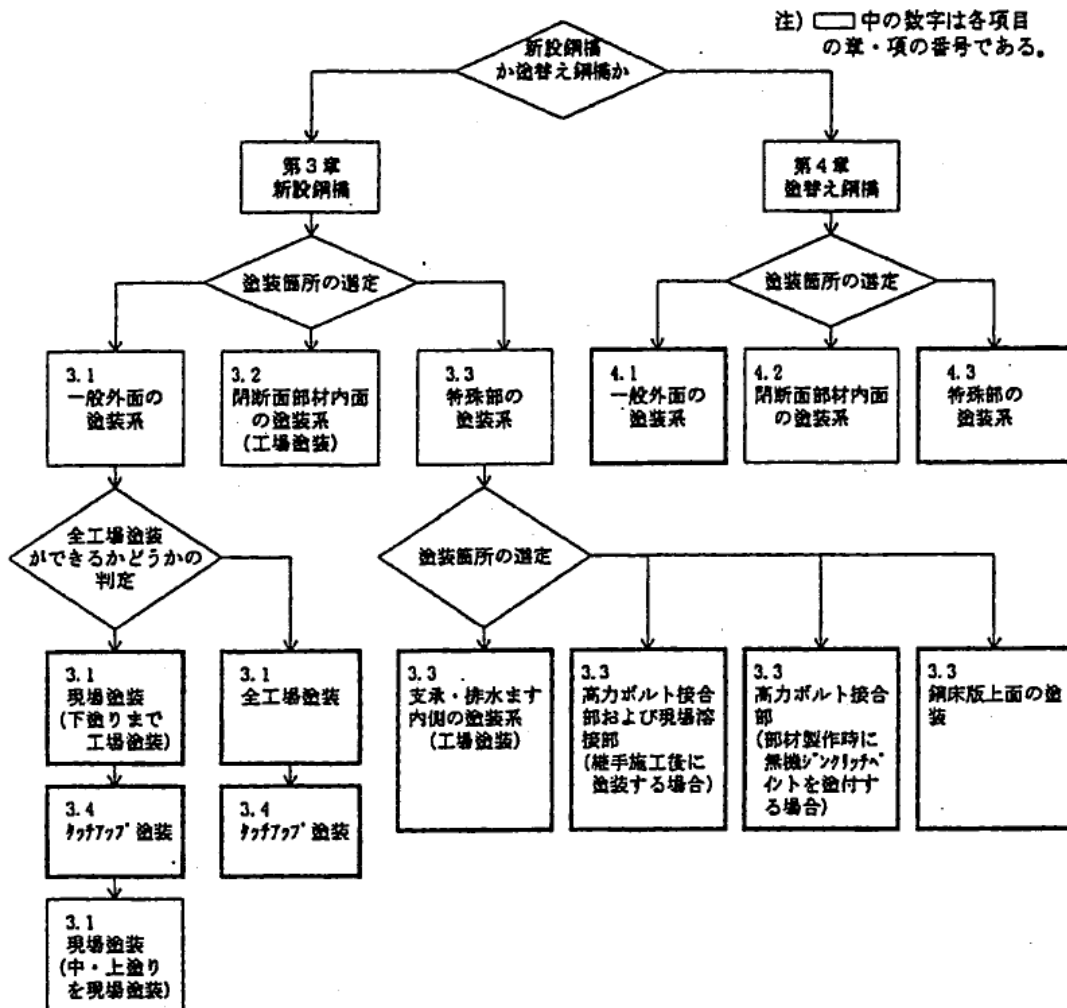 注) □中の数字は各項目
の章・項の番号である。
新設鋼橋
か塗替え鋼橋か
第3章
新設鋼橋
第4章
塗替え鋼橋
塗装箇所の選定
塗装箇所の選定
3.1
一般外面の
塗装系
3.2
閉断面部材内面
の塗装系
(工場塗装)
3.3
特殊部の
塗装系
4.1
一般外面の
塗装系
4.2
閉断面部材内面
の塗装系
4.3
特殊部の
塗装系
全工場塗装
ができるかどうかの
判定
塗装箇所の選定
3.1
現場塗装
(下塗りまで
工場塗装)
3.1
全工場塗装
3.3
支承・排水ます
内側の塗装系
(工場塗装)
3.3
高力ボルト接合
部および現場溶
接部
(継手施工後に
塗装する場合)
3.3
高力ボルト接合
部
(部材製作時に
無機ジンクリッチペ
イントを塗付す
る場合)
3.3
鋼床版上面の塗
装
3.4
タッチアップ塗装
3.4
タッチアップ塗装
3.1
現場塗装
(中・上塗り
を現場塗装)